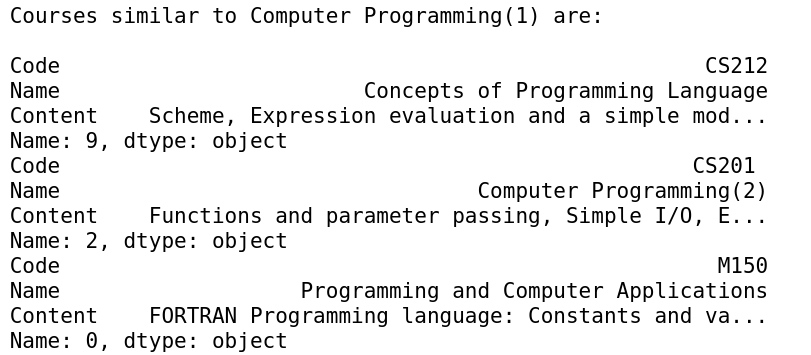 Courses similar to Computer Programming(1) are:

Code CS212
Name Concepts of Programming Language
Content Scheme, Expression evaluation and a simple mod...
Name: 9, dtype: object
Code CS201
Name Computer Programming(2)
Content Functions and parameter passing, Simple I/O, E...
Name: 2, dtype: object
Code M150
Name Programming and Computer Applications
Content FORTRAN Programming language: Constants and va...
Name: 0, dtype: object